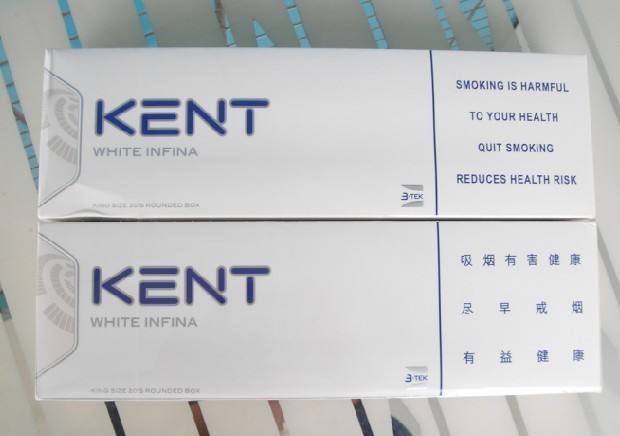 KENT
WHITE INFINA
KING SIZE 20'S ROUNDED BOX
3-TEK
SMOKING IS HARMFUL
TO YOUR HEALTH
QUIT SMOKING
REDUCES HEALTH RISK
KENT
WHITE INFINA
KING SIZE 20'S ROUNDED BOX
3-TEK
吸烟有害健康
尽早戒烟
有益健康